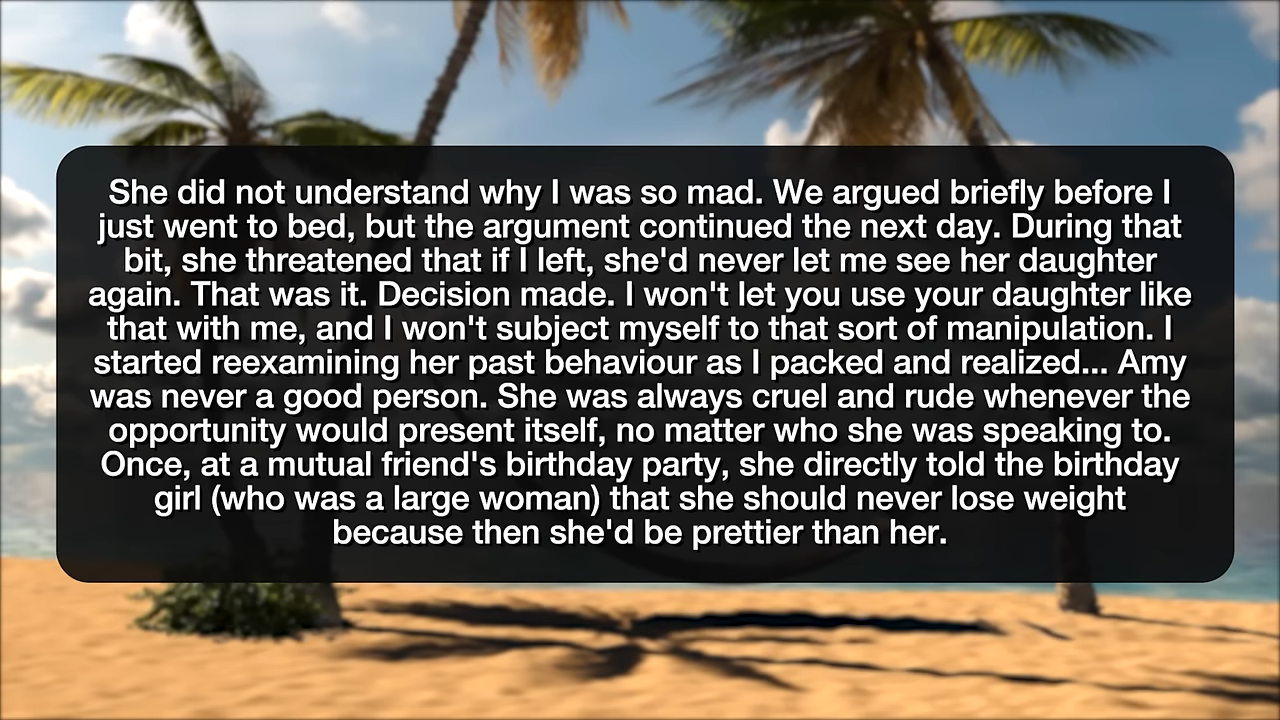 She did not understand why I was so mad. We argued briefly before I
just went to bed, but the argument continued the next day. During that
bit, she threatened that if I left, she'd never let me see her daughter
again. That was it. Decision made. I won't let you use your daughter like
that with me, and I won't subject myself to that sort of manipulation. I
started reexamining her past behaviour as I packed and realized... Amy
was never a good person. She was always cruel and rude whenever the
opportunity would present itself, no matter who she was speaking to.
Once, at a mutual friend's birthday party, she directly told the birthday
girl (who was a large woman) that she should never lose weight
because then she'd be prettier than her.